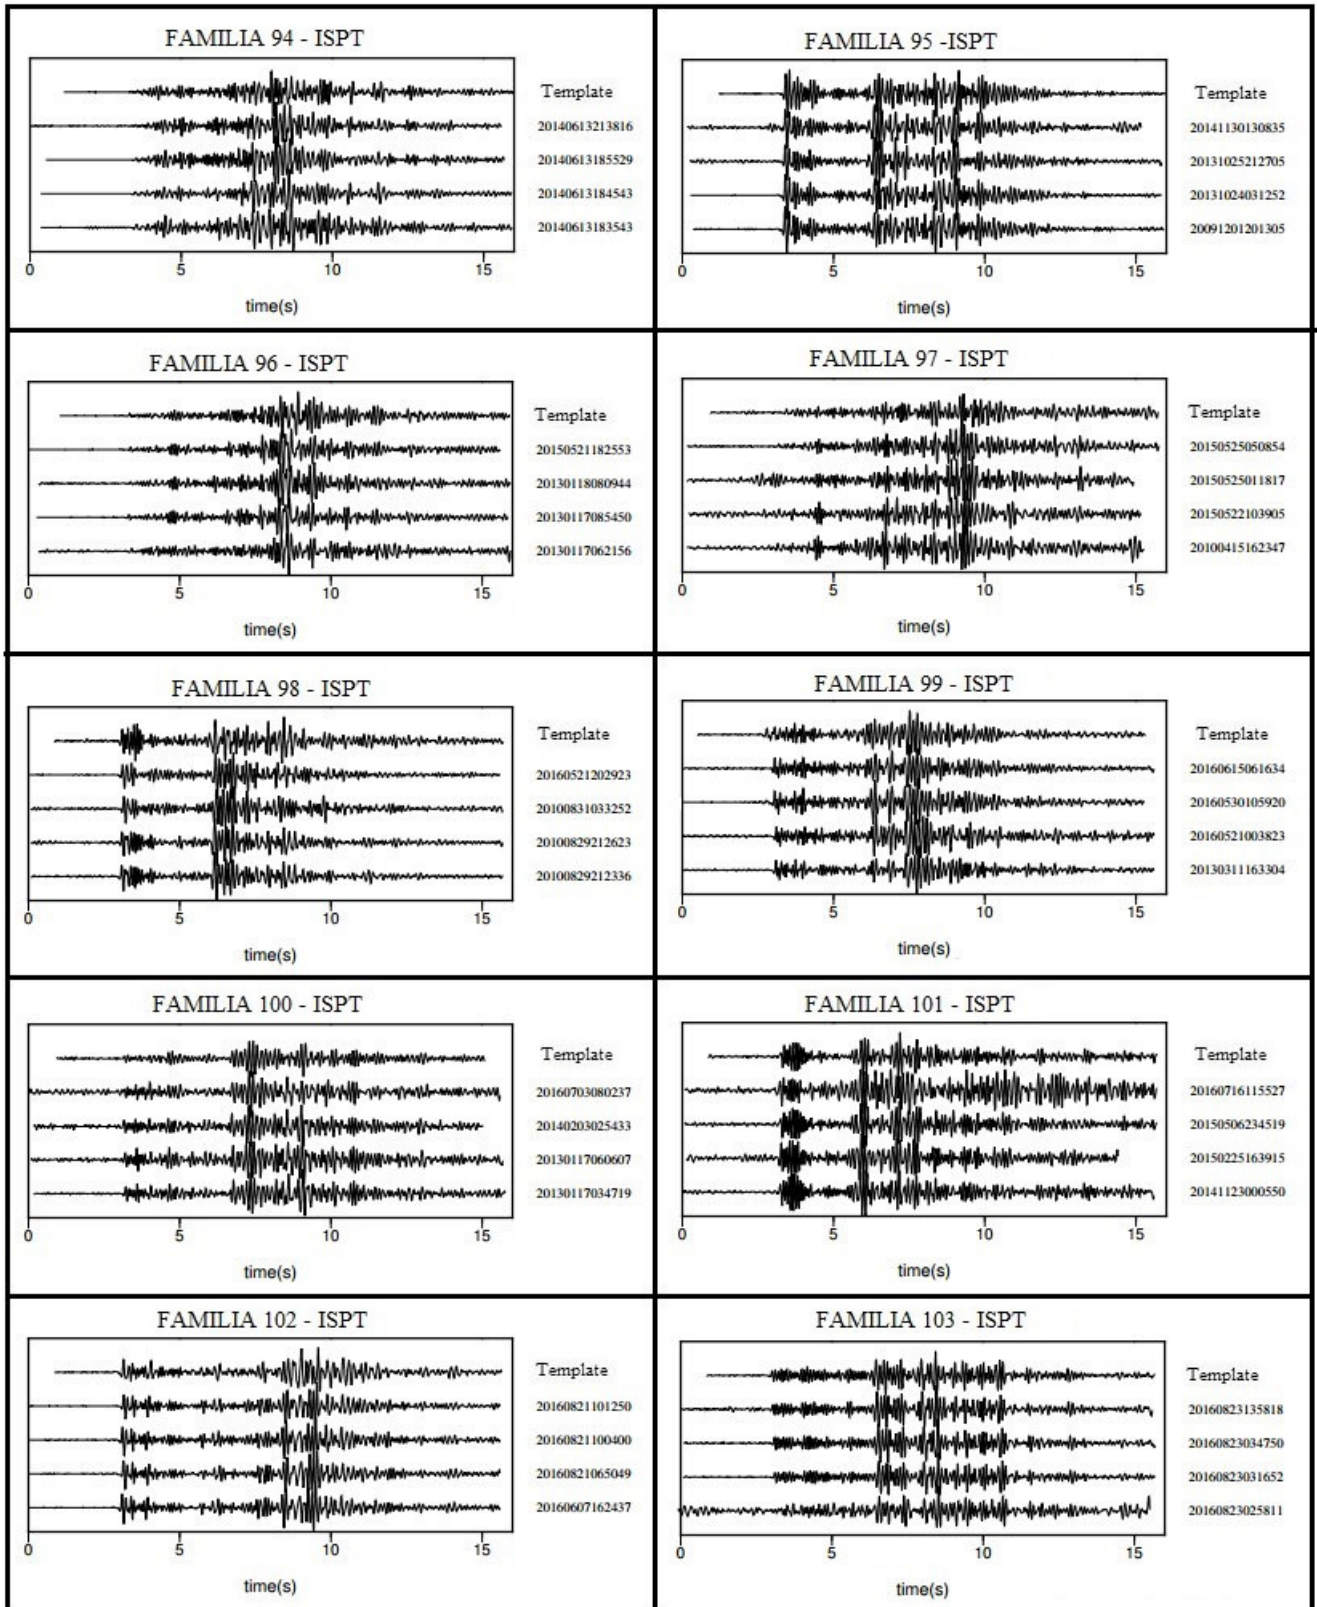 FAMILIA 94 - ISPT
Template
20140613213816
20140613185529
20140613184543
20140613183543
0 5 10 15
time(s)
FAMILIA 95 -ISPT
Template
20141130130835
20131025212705
20131024031252
20091201201305
0 5 10 15
time(s)
FAMILIA 96 - ISPT
Template
20150521182553
20130118080944
20130117085450
20130117062156
0 5 10 15
time(s)
FAMILIA 97 - ISPT
Template
20150525050854
20150525011817
20150522103905
20100415162347
0 5 10 15
time(s)
FAMILIA 98 - ISPT
Template
20160521202923
20100831033252
20100829212623
20100829212336
0 5 10 15
time(s)
FAMILIA 99 - ISPT
Template
20160615061634
20160530105920
20160521003823
20130311163304
0 5 10 15
time(s)
FAMILIA 100 - ISPT
Template
20160703080237
20140203025433
20130117060607
20130117034719
0 5 10 15
time(s)
FAMILIA 101 - ISPT
Template
20160716115527
20150506234519
20150225163915
20141123000550
0 5 10 15
time(s)
FAMILIA 102 - ISPT
Template
20160821101250
20160821100400
20160821065049
20160607162437
0 5 10 15
time(s)
FAMILIA 103 - ISPT
Template
20160823135818
20160823034750
20160823031652
20160823025811
0 5 10 15
time(s)